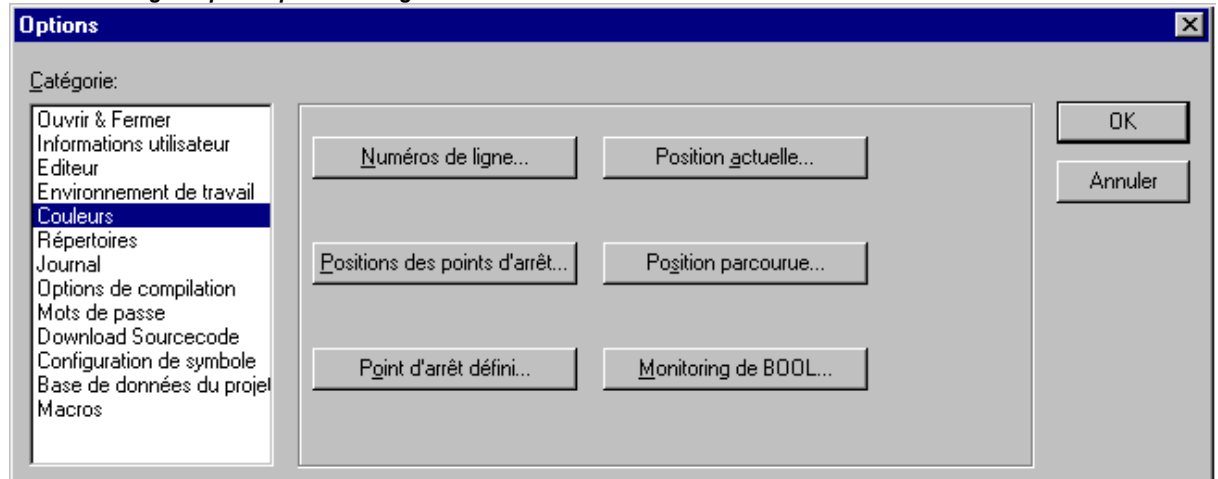 Options
Catégorie:
Ouvrir & Fermer
Informations utilisateur
Editeur
Environnement de travail
Couleurs
Répertoires
Journal
Options de compilation
Mots de passe
Download Sourcecode
Configuration de symbole
Base de données du projet
Macros
Numéros de ligne...
Position actuelle...
Positions des points d'arrêt...
Position parcourue...
Point d'arrêt défini...
Monitoring de BOOL...
OK
Annuler